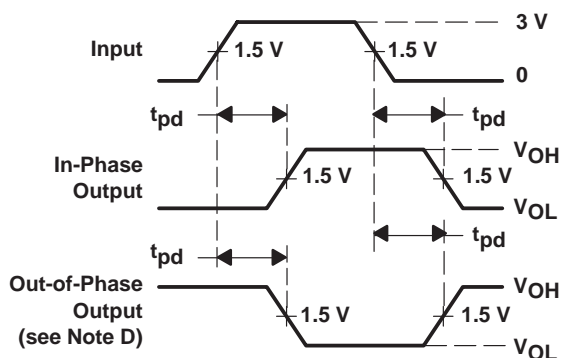 3 V
Input
1.5 V
1.5 V
0
tpd
tpd
VOH
In-Phase
Output
1.5 V
1.5 V
VOL
tpd
tpd
Out-of-Phase
Output
(see Note D)
VOH
1.5 V
1.5 V
VOL